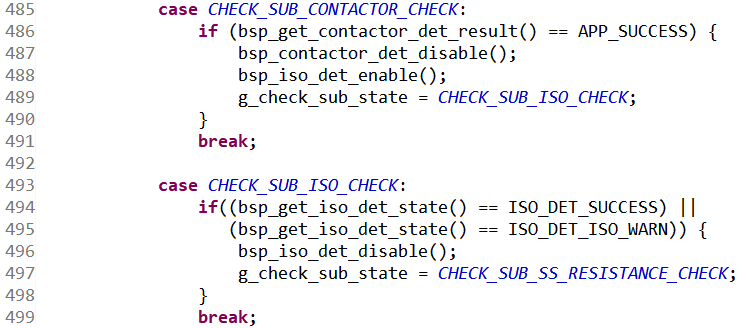 485 case CHECK_SUB_CONTACTOR_CHECK:
486 if (bsp_get_contactor_det_result() == APP_SUCCESS) {
487 bsp_contactor_det_disable();
488 bsp_iso_det_enable();
489 g_check_sub_state = CHECK_SUB_ISO_CHECK;
490 }
491 break;
492
493 case CHECK_SUB_ISO_CHECK:
494 if((bsp_get_iso_det_state() == ISO_DET_SUCCESS) ||
495 (bsp_get_iso_det_state() == ISO_DET_ISO_WARN)) {
496 bsp_iso_det_disable();
497 g_check_sub_state = CHECK_SUB_SS_RESISTANCE_CHECK;
498 }
499 break;